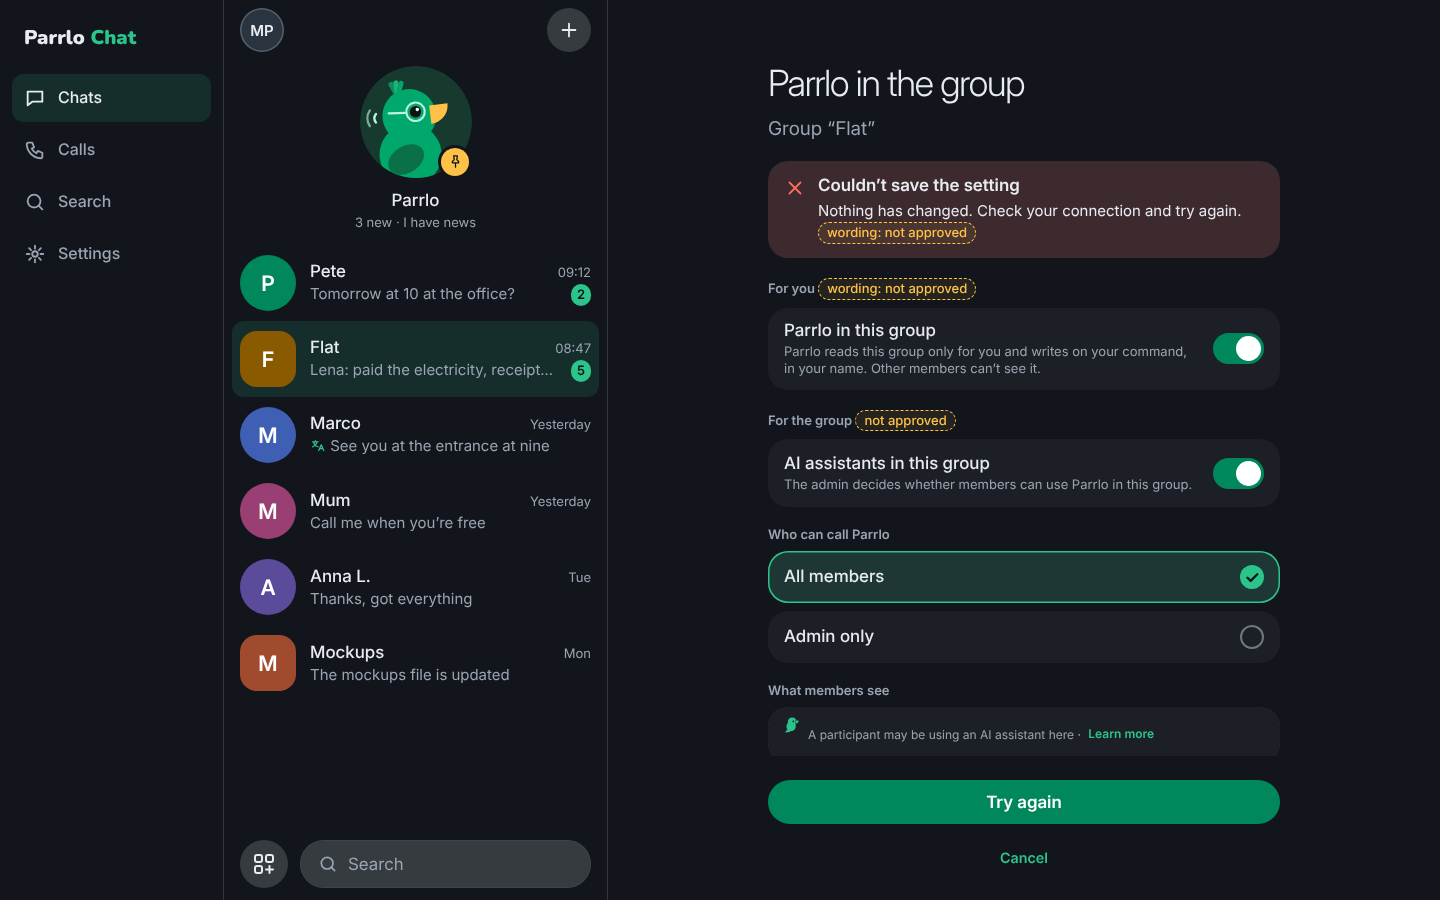 Parrlo Chat
Chats
Calls
Search
Settings
MP
Parrlo
3 new · I have news
P
Pete
09:12
Tomorrow at 10 at the office?
2
F
Flat
08:47
Lena: paid the electricity, receipt...
5
M
Marco
Yesterday
See you at the entrance at nine
M
Mum
Yesterday
Call me when you’re free
A
Anna L.
Tue
Thanks, got everything
M
Mockups
Mon
The mockups file is updated
Search
Parrlo in the group
Group “Flat”
Couldn’t save the setting
Nothing has changed. Check your connection and try again.
wording: not approved
For you wording: not approved
Parrlo in this group
Parrlo reads this group only for you and writes on your command,
in your name. Other members can’t see it.
For the group not approved
AI assistants in this group
The admin decides whether members can use Parrlo in this group.
Who can call Parrlo
All members
Admin only
What members see
A participant may be using an AI assistant here · Learn more
Try again
Cancel